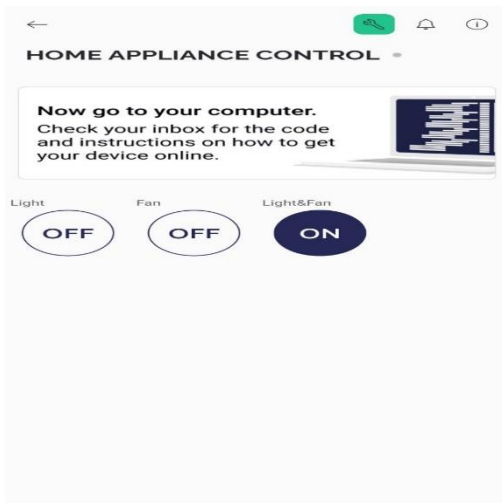 HOME APPLIANCE CONTROL
Now go to your computer.
Check your inbox for the code
and instructions on how to get
your device online.
Light Fan Light&Fan
OFF OFF ON